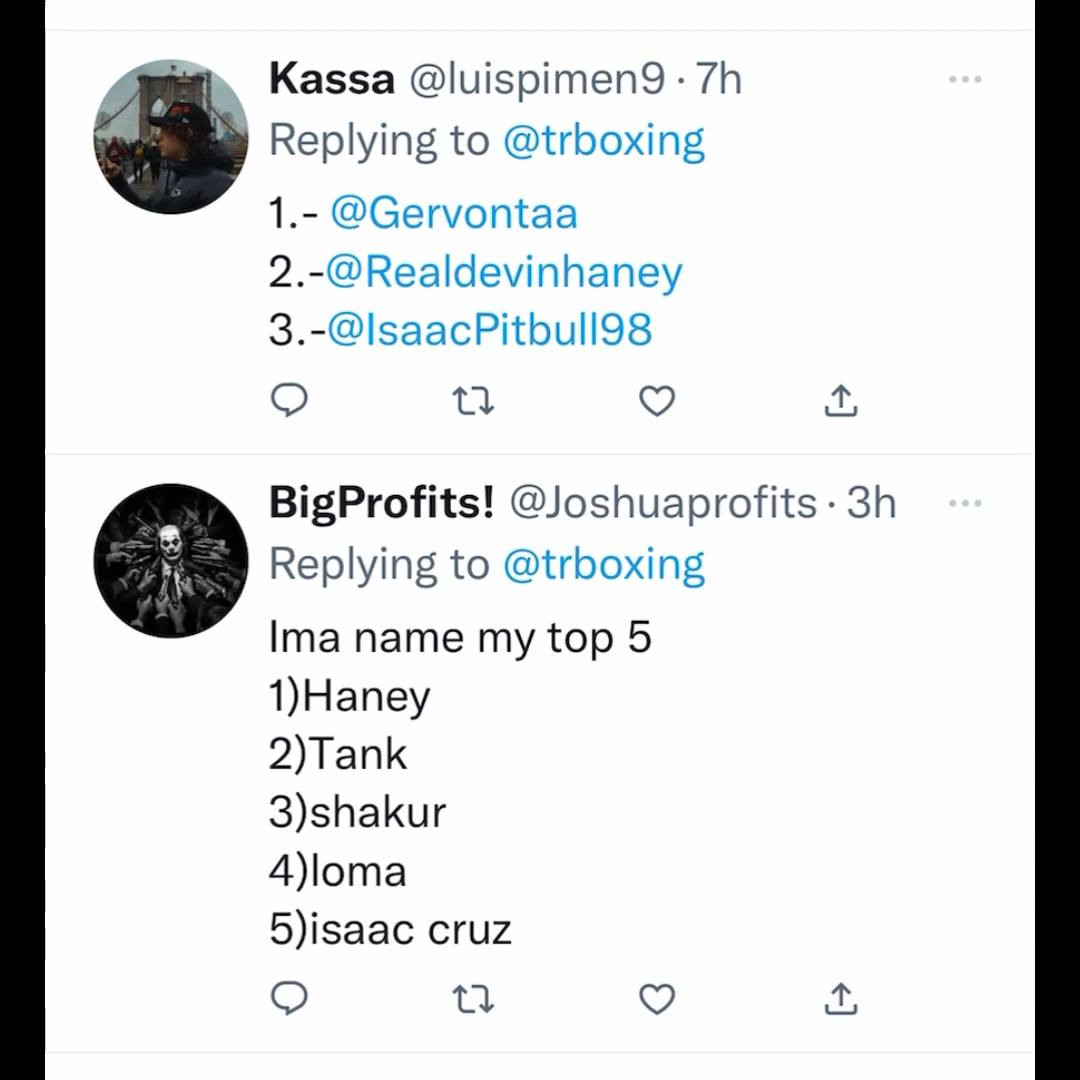 Kassa @luispimen9 · 7h
Replying to @trboxing
1.- @Gervontaa
2.-@Realdevinhaney
3.-@IsaacPitbull98
BigProfits! @Joshuaprofits · 3h
Replying to @trboxing
Ima name my top 5
1)Haney
2)Tank
3)shakur
4)loma
5)isaac cruz